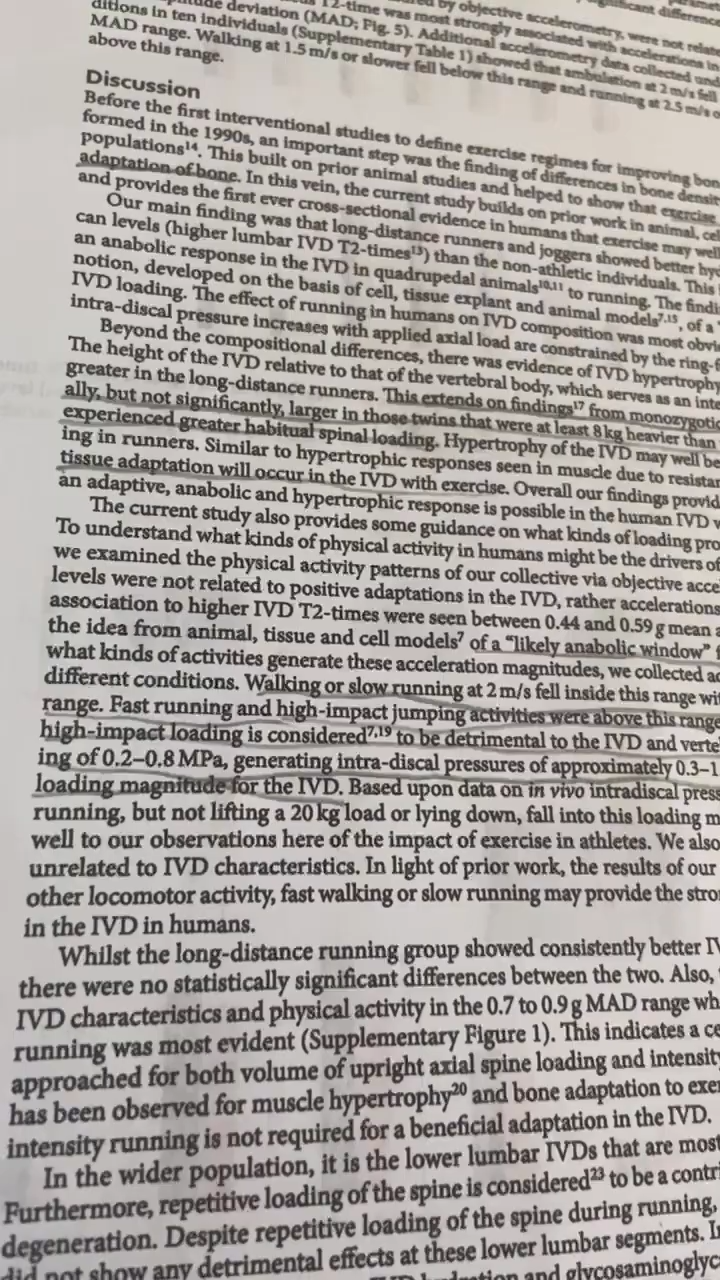 12-time was most strongly associated with accelerations in
deviation (MAD; Fig. 5). Additional accelerometry data collected und
ditions in ten individuals (Supplementary Table 1) showed that ambulation at 2 m/s fell
MAD range. Walking at 1.5 m/s or slower fell below this range and running at 2.5 m/s o
above this range.
Discussion
Before the first interventional studies to define exercise regimes for improving bon
formed in the 1990s, an important step was the finding of differences in bone densit
populations14. This built on prior animal studies and helped to show that exercise
adaptation of bone. In this vein, the current study builds on prior work in animal, cel
and provides the first ever cross-sectional evidence in humans that exercise may well
Our main finding was that long-distance runners and joggers showed better hyd
can levels (higher lumbar IVD T2-times15) than the non-athletic individuals. This
an anabolic response in the IVD in quadrupedal animals10,11 to running. The findi
notion, developed on the basis of cell, tissue explant and animal models7,15, of a
IVD loading. The effect of running in humans on IVD composition was most obvi
intra-discal pressure increases with applied axial load are constrained by the ring-f
Beyond the compositional differences, there was evidence of IVD hypertrophy
The height of the IVD relative to that of the vertebral body, which serves as an inte
greater in the long-distance runners. This extends on findings17 from monozygotic
ally, but not significantly, larger in those twins that were at least 8 kg heavier than
experienced greater habitual spinal loading. Hypertrophy of the IVD may well be
ing in runners. Similar to hypertrophic responses seen in muscle due to resistan
tissue adaptation will occur in the IVD with exercise. Overall our findings provid
an adaptive, anabolic and hypertrophic response is possible in the human IVD w
The current study also provides some guidance on what kinds of loading pro
To understand what kinds of physical activity in humans might be the drivers of
we examined the physical activity patterns of our collective via objective acce
levels were not related to positive adaptations in the IVD, rather accelerations
association to higher IVD T2-times were seen between 0.44 and 0.59 g mean a
the idea from animal, tissue and cell models7 of a "likely anabolic window" f
what kinds of activities generate these acceleration magnitudes, we collected ac
different conditions. Walking or slow running at 2 m/s fell inside this range wit
range. Fast running and high-impact jumping activities were above this range
high-impact loading is considered7,19 to be detrimental to the IVD and verte
ing of 0.2–0.8 MPa, generating intra-discal pressures of approximately 0.3–1
loading magnitude for the IVD. Based upon data on in vivo intradiscal press
running, but not lifting a 20 kg load or lying down, fall into this loading m
well to our observations here of the impact of exercise in athletes. We also
unrelated to IVD characteristics. In light of prior work, the results of our
other locomotor activity, fast walking or slow running may provide the stro
in the IVD in humans.
Whilst the long-distance running group showed consistently better IV
there were no statistically significant differences between the two. Also,
IVD characteristics and physical activity in the 0.7 to 0.9 g MAD range wh
running was most evident (Supplementary Figure 1). This indicates a ce
approached for both volume of upright axial spine loading and intensity
has been observed for muscle hypertrophy20 and bone adaptation to exer
intensity running is not required for a beneficial adaptation in the IVD.
In the wider population, it is the lower lumbar IVDs that are most
Furthermore, repetitive loading of the spine is considered23 to be a contri
degeneration. Despite repetitive loading of the spine during running,
did not show any detrimental effects at these lower lumbar segments. I
and glycosaminoglyc